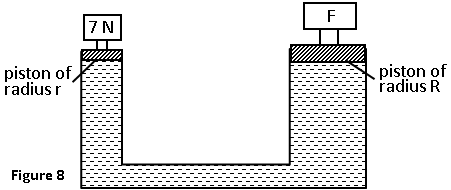 7 N
F
piston of
radius r
piston of
radius R
Figure 8